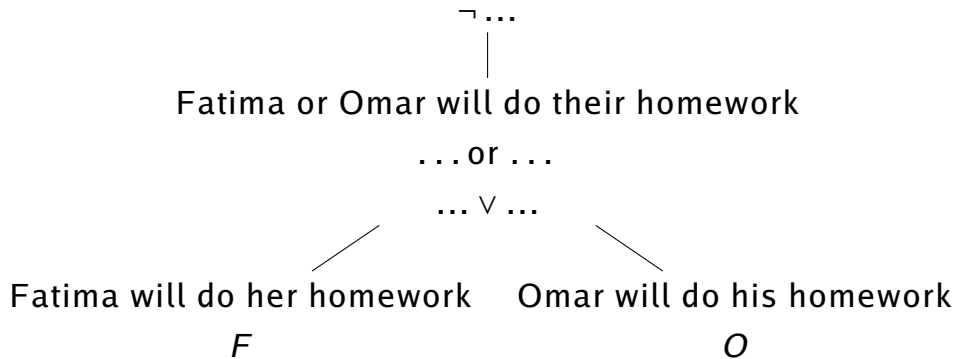 ¬ ...
Fatima or Omar will do their homework
. . . or . . .
... ∨ ...
Fatima will do her homework Omar will do his homework
F O